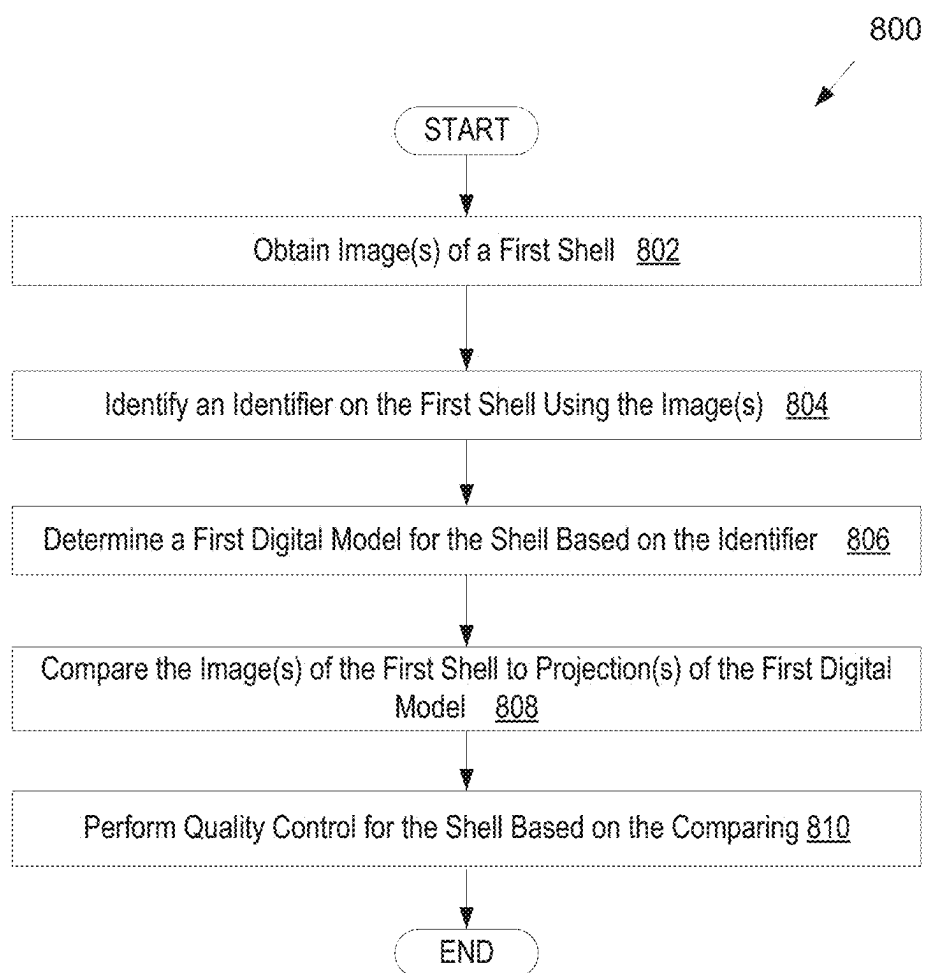 800
START
Obtain Image(s) of a First Shell 802
Identify an Identifier on the First Shell Using the Image(s) 804
Determine a First Digital Model for the Shell Based on the Identifier 806
Compare the Image(s) of the First Shell to Projection(s) of the First Digital
Model 808
Perform Quality Control for the Shell Based on the Comparing 810
END